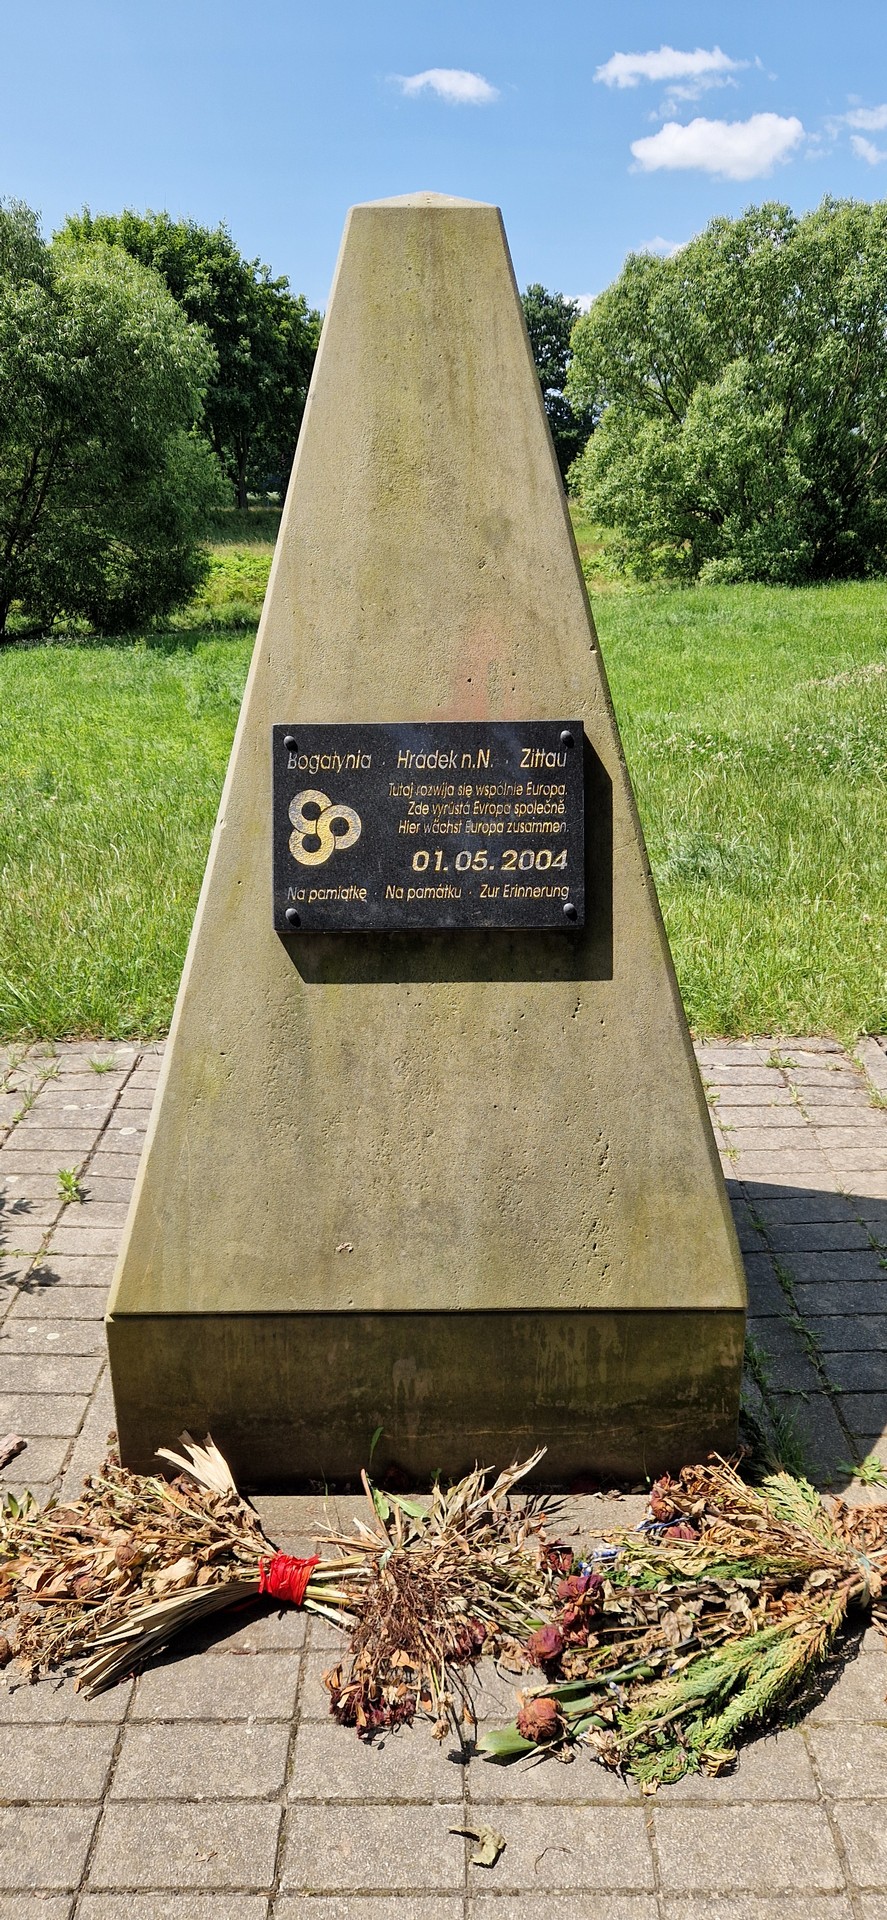 Bogatynia · Hrádek n.N. · Zittau
Tutaj rozwija się wspólnie Europa.
Zde vyrůstá Evropa společně.
Hier wächst Europa zusammen.
01.05.2004
Na pamiątkę · Na památku · Zur Erinnerung